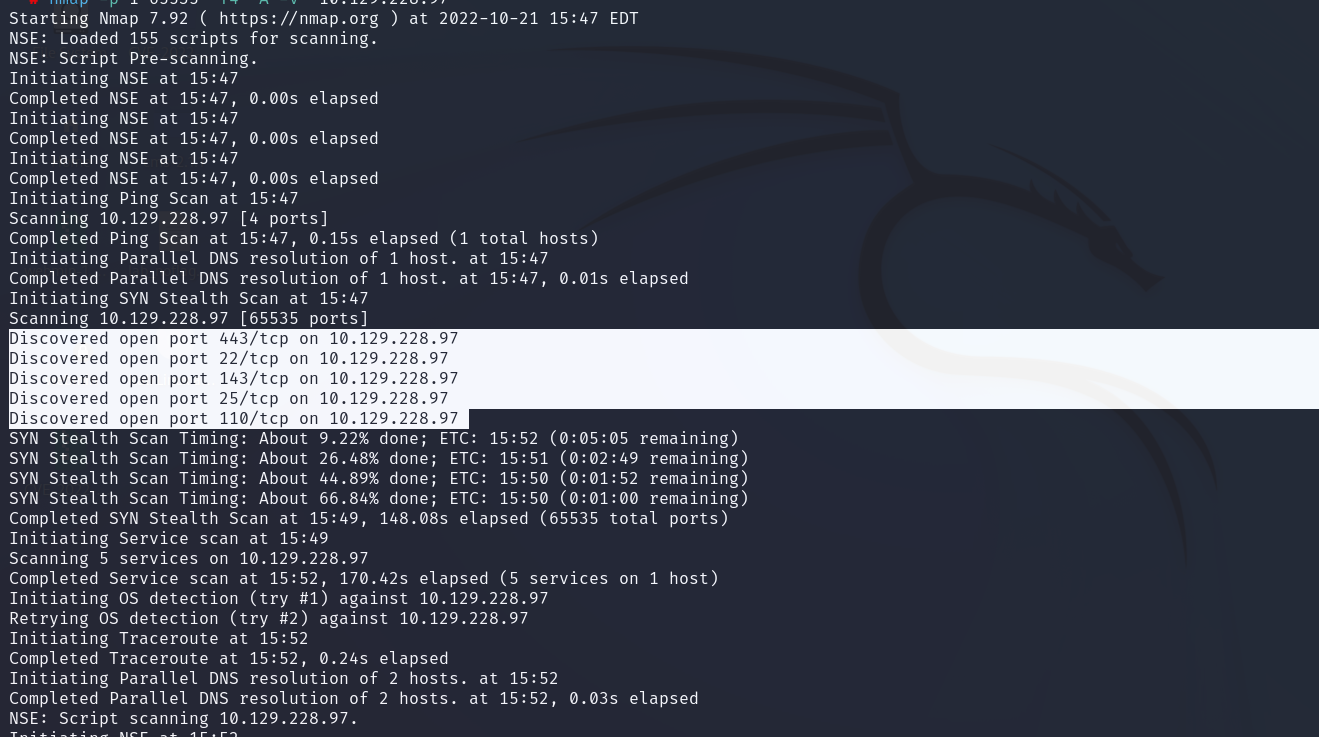 # nmap -p 1-65535 -T4 -A -v 10.129.228.97
Starting Nmap 7.92 ( https://nmap.org ) at 2022-10-21 15:47 EDT
NSE: Loaded 155 scripts for scanning.
NSE: Script Pre-scanning.
Initiating NSE at 15:47
Completed NSE at 15:47, 0.00s elapsed
Initiating NSE at 15:47
Completed NSE at 15:47, 0.00s elapsed
Initiating NSE at 15:47
Completed NSE at 15:47, 0.00s elapsed
Initiating Ping Scan at 15:47
Scanning 10.129.228.97 [4 ports]
Completed Ping Scan at 15:47, 0.15s elapsed (1 total hosts)
Initiating Parallel DNS resolution of 1 host. at 15:47
Completed Parallel DNS resolution of 1 host. at 15:47, 0.01s elapsed
Initiating SYN Stealth Scan at 15:47
Scanning 10.129.228.97 [65535 ports]
Discovered open port 443/tcp on 10.129.228.97
Discovered open port 22/tcp on 10.129.228.97
Discovered open port 143/tcp on 10.129.228.97
Discovered open port 25/tcp on 10.129.228.97
Discovered open port 110/tcp on 10.129.228.97
SYN Stealth Scan Timing: About 9.22% done; ETC: 15:52 (0:05:05 remaining)
SYN Stealth Scan Timing: About 26.48% done; ETC: 15:51 (0:02:49 remaining)
SYN Stealth Scan Timing: About 44.89% done; ETC: 15:50 (0:01:52 remaining)
SYN Stealth Scan Timing: About 66.84% done; ETC: 15:50 (0:01:00 remaining)
Completed SYN Stealth Scan at 15:49, 148.08s elapsed (65535 total ports)
Initiating Service scan at 15:49
Scanning 5 services on 10.129.228.97
Completed Service scan at 15:52, 170.42s elapsed (5 services on 1 host)
Initiating OS detection (try #1) against 10.129.228.97
Retrying OS detection (try #2) against 10.129.228.97
Initiating Traceroute at 15:52
Completed Traceroute at 15:52, 0.24s elapsed
Initiating Parallel DNS resolution of 2 hosts. at 15:52
Completed Parallel DNS resolution of 2 hosts. at 15:52, 0.03s elapsed
NSE: Script scanning 10.129.228.97.
Initiating NSE at 15:52